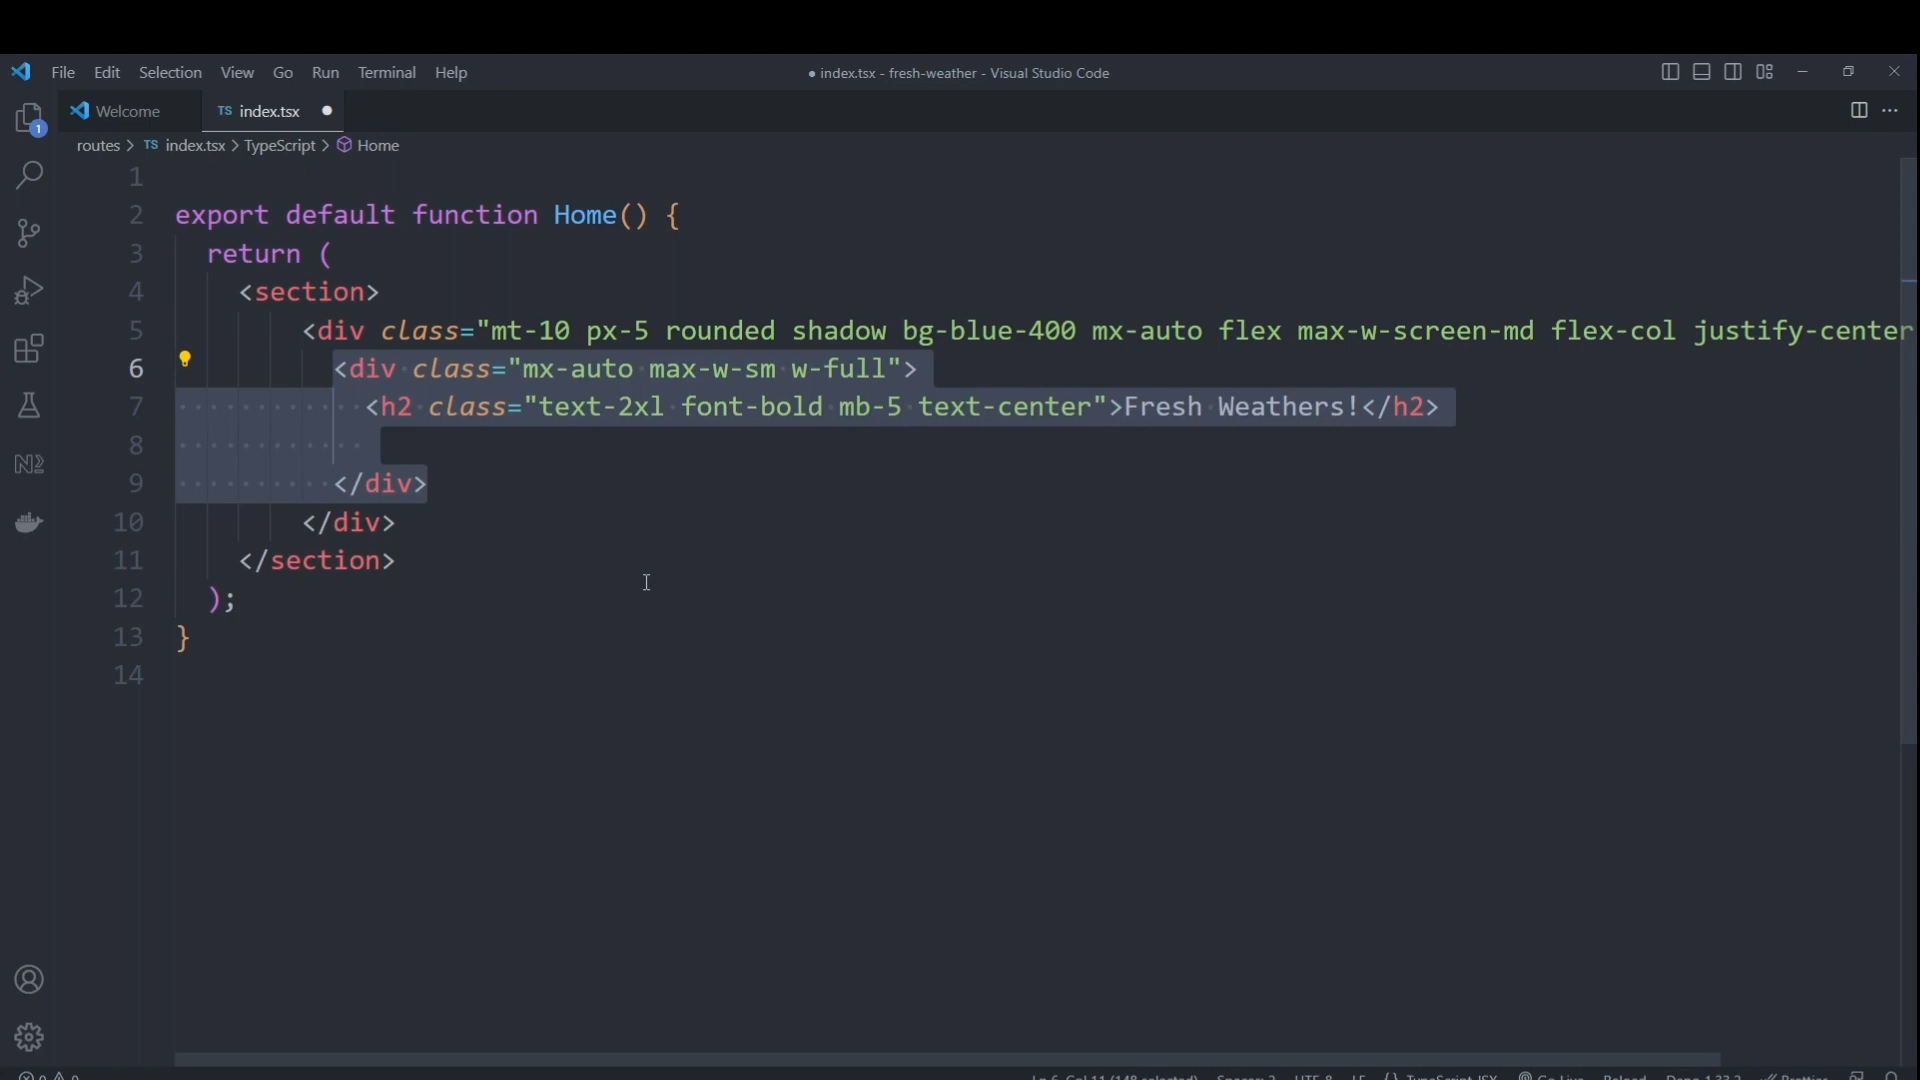 File Edit Selection View Go Run Terminal Help
● index.tsx - fresh-weather - Visual Studio Code
Welcome
TS index.tsx ●
1
routes > TS index.tsx > TypeScript > Home
1
2 export default function Home() {
3 return (
4 <section>
5 <div class="mt-10 px-5 rounded shadow bg-blue-400 mx-auto flex max-w-screen-md flex-col justify-center
6 <div class="mx-auto max-w-sm w-full">
7 <h2 class="text-2xl font-bold mb-5 text-center">Fresh Weathers!</h2>
8
9 </div>
10 </div>
11 </section>
12 );
13 }
14